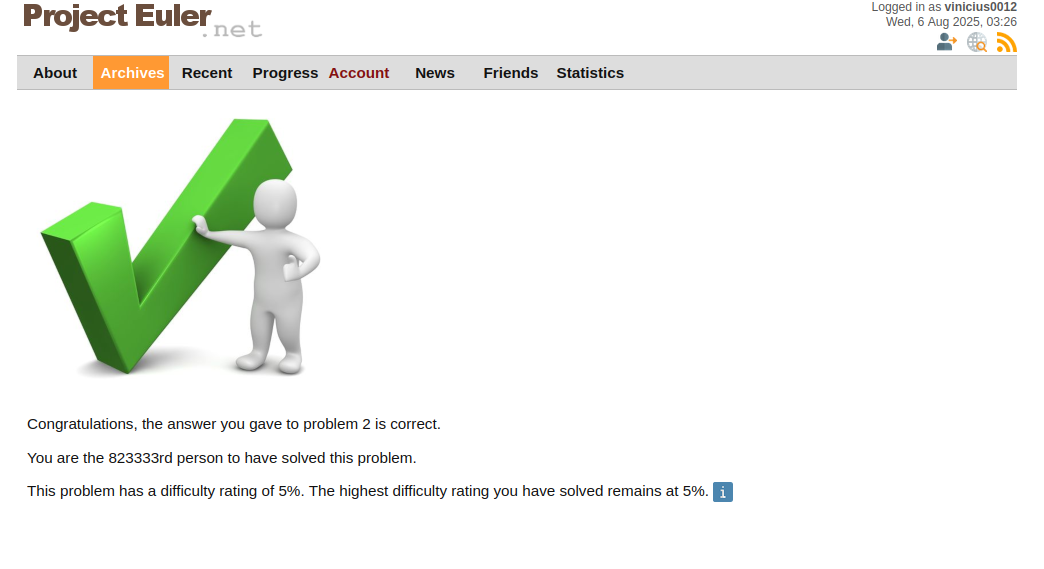 Project Euler
.net
Logged in as vinicius0012
Wed, 6 Aug 2025, 03:26
About Archives Recent Progress Account News Friends Statistics
Congratulations, the answer you gave to problem 2 is correct.
You are the 823333rd person to have solved this problem.
This problem has a difficulty rating of 5%. The highest difficulty rating you have solved remains at 5%. i